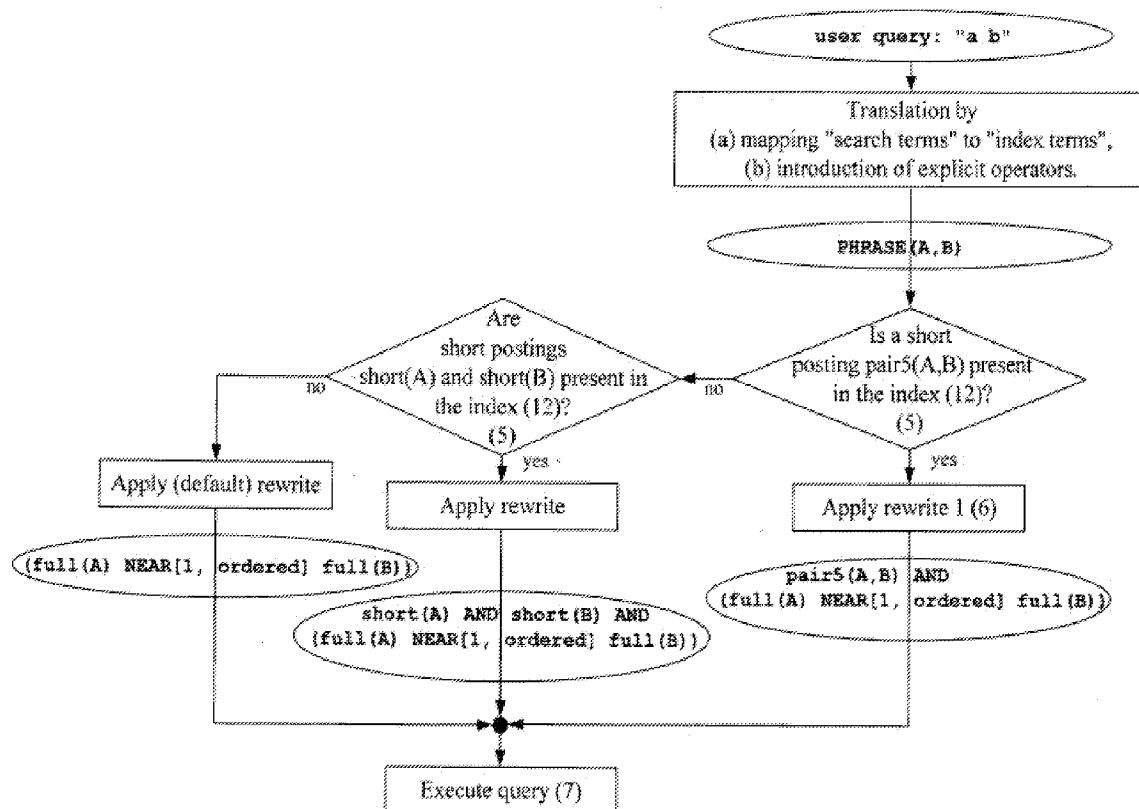 user query: "a b"
Translation by
(a) mapping "search terms" to "index terms",
(b) introduction of explicit operators.
PHRASE(A,B)
Is a short
posting pair5(A,B) present
in the index (12)?
(5)
no
yes
Are
short postings
short(A) and short(B) present in
the index (12)?
(5)
no
yes
Apply (default) rewrite
Apply rewrite
Apply rewrite 1 (6)
(full(A) NEAR[1, ordered] full(B))
short(A) AND short(B) AND
(full(A) NEAR[1, ordered] full(B))
pair5(A,B) AND
(full(A) NEAR[1, ordered] full(B))
Execute query (7)